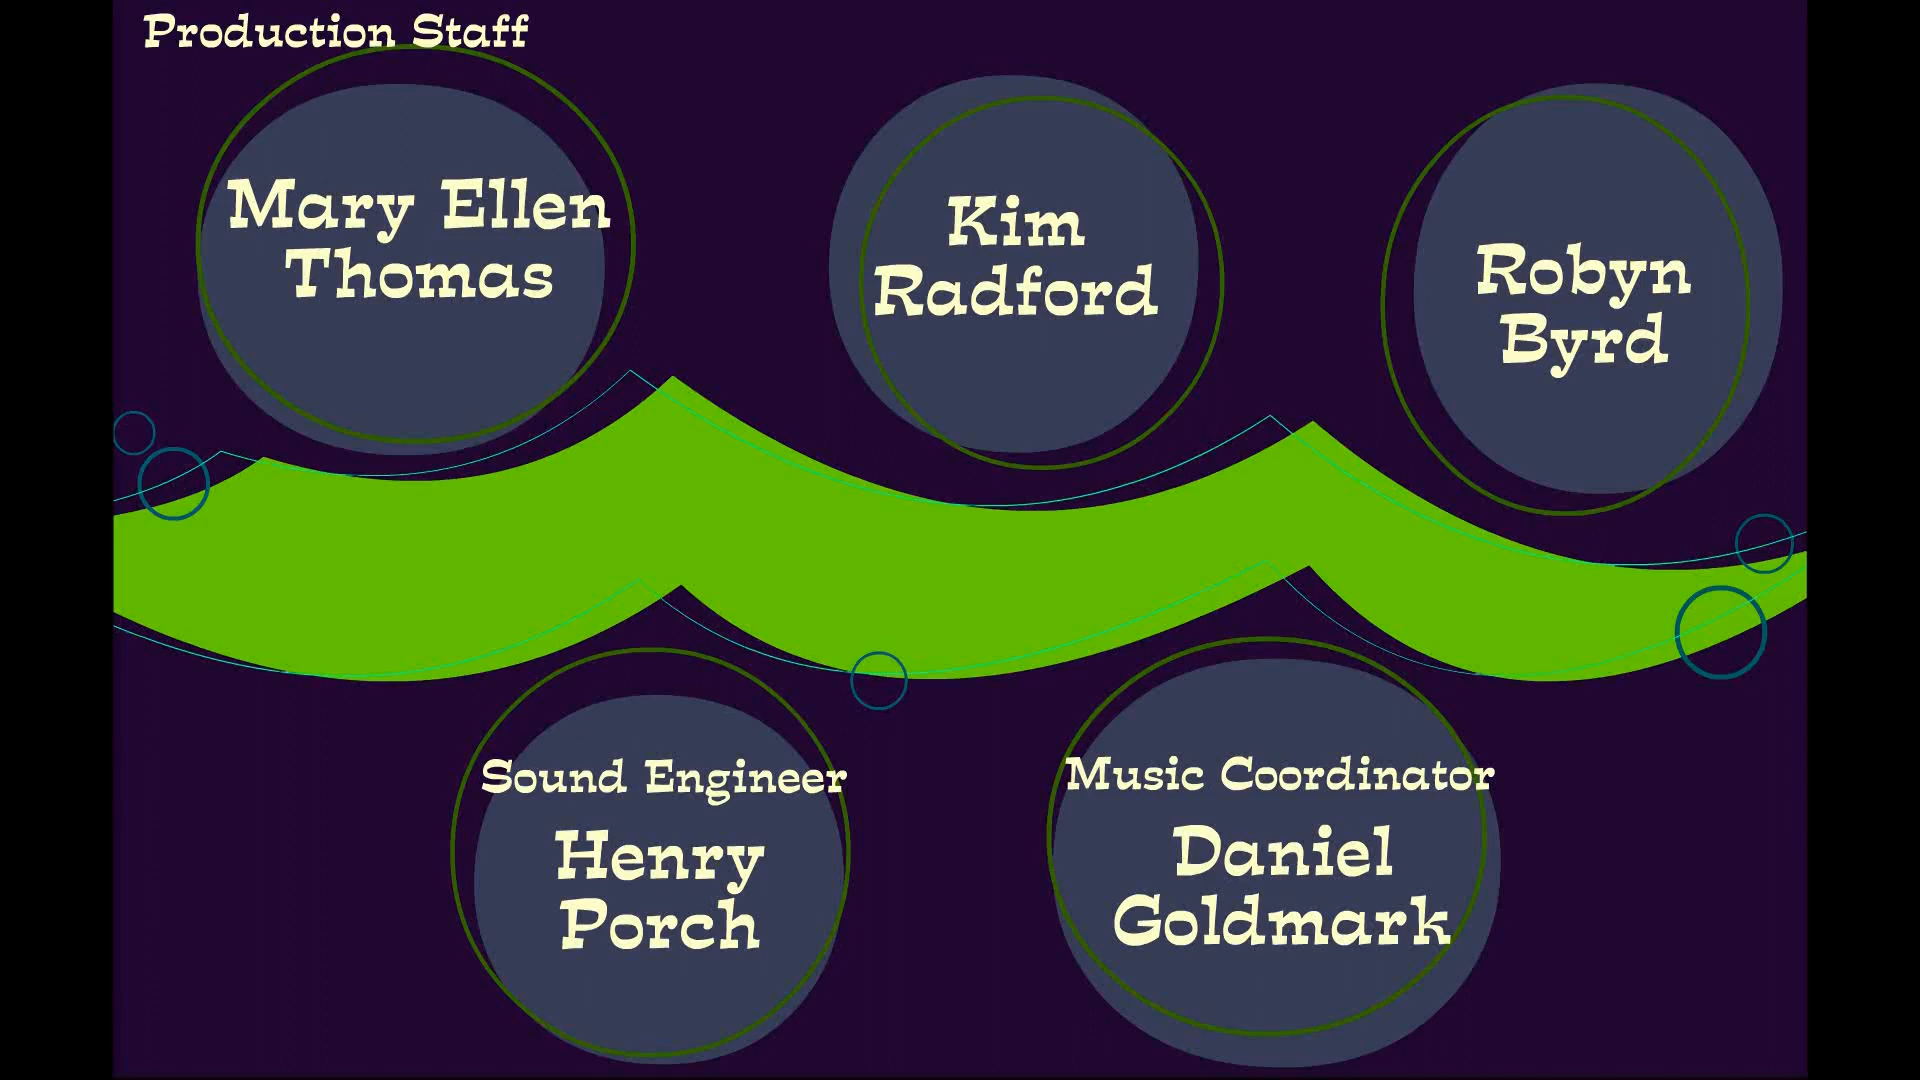 Production Staff
Mary Ellen
Thomas
Kim
Radford
Robyn
Byrd
Sound Engineer
Henry
Porch
Music Coordinator
Daniel
Goldmark